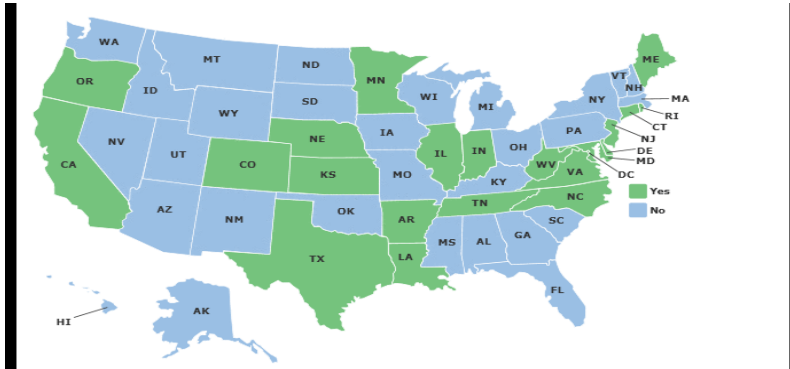 WA
MT
ND
MN
ME
VT
NH
OR
ID
SD
WI
MI
NY
MA
WY
RI
CT
NV
NE
IA
PA
NJ
UT
CO
IL
IN
OH
DE
MD
CA
KS
MO
WV
VA
DC
KY
Yes
NC
TN
No
AZ
NM
OK
AR
SC
MS
AL
GA
TX
LA
FL
AK
HI